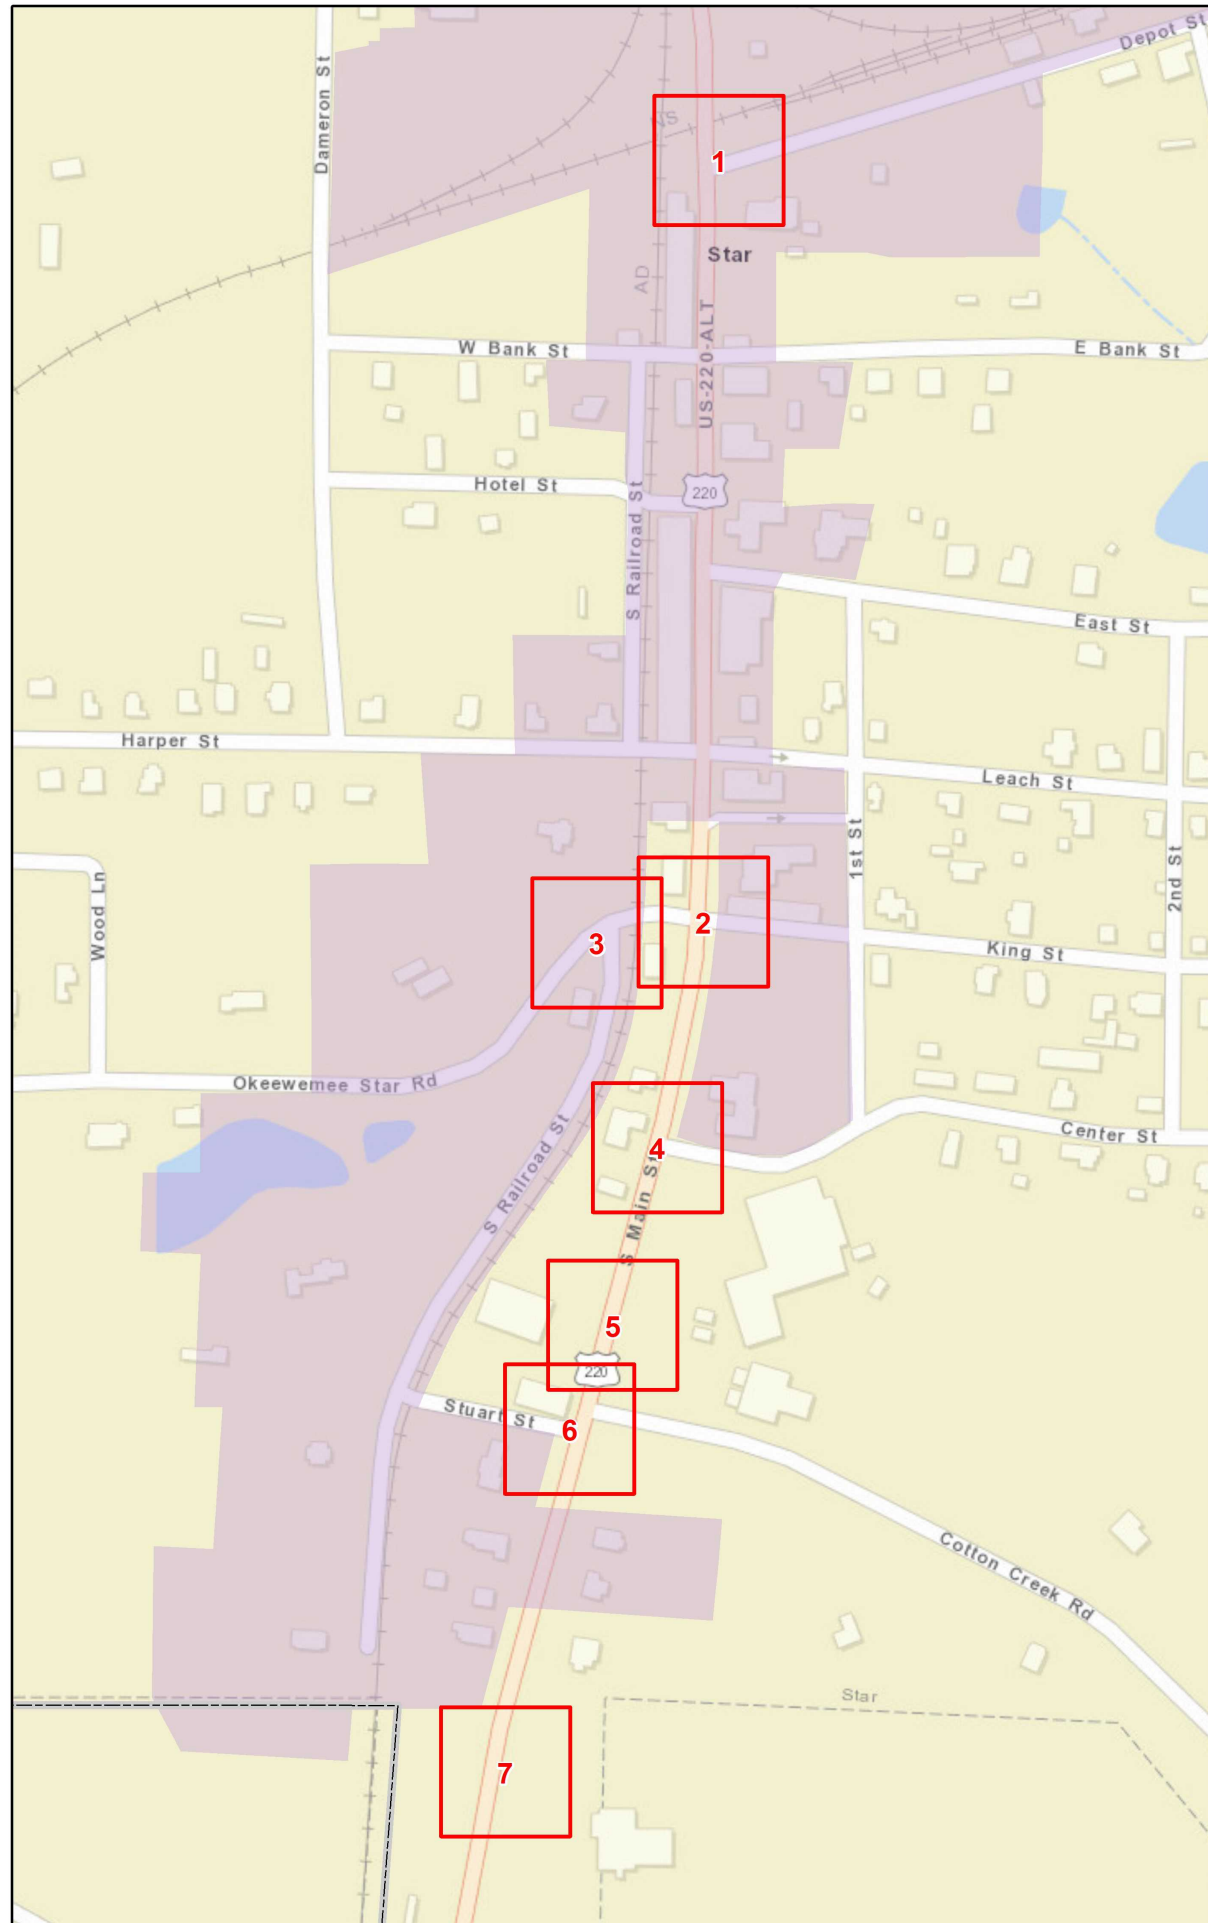 Depot St
Dameron St
NS
1
Star
AD
US-220-ALT
W Bank St
E Bank St
Hotel St
220
S Railroad St
East St
Harper St
Leach St
1st St
2nd St
Wood Ln
2
3
King St
Okeewemee Star Rd
Center St
4
S Main St
S Railroad St
5
220
Stuart St
6
Cotton Creek Rd
Star
7